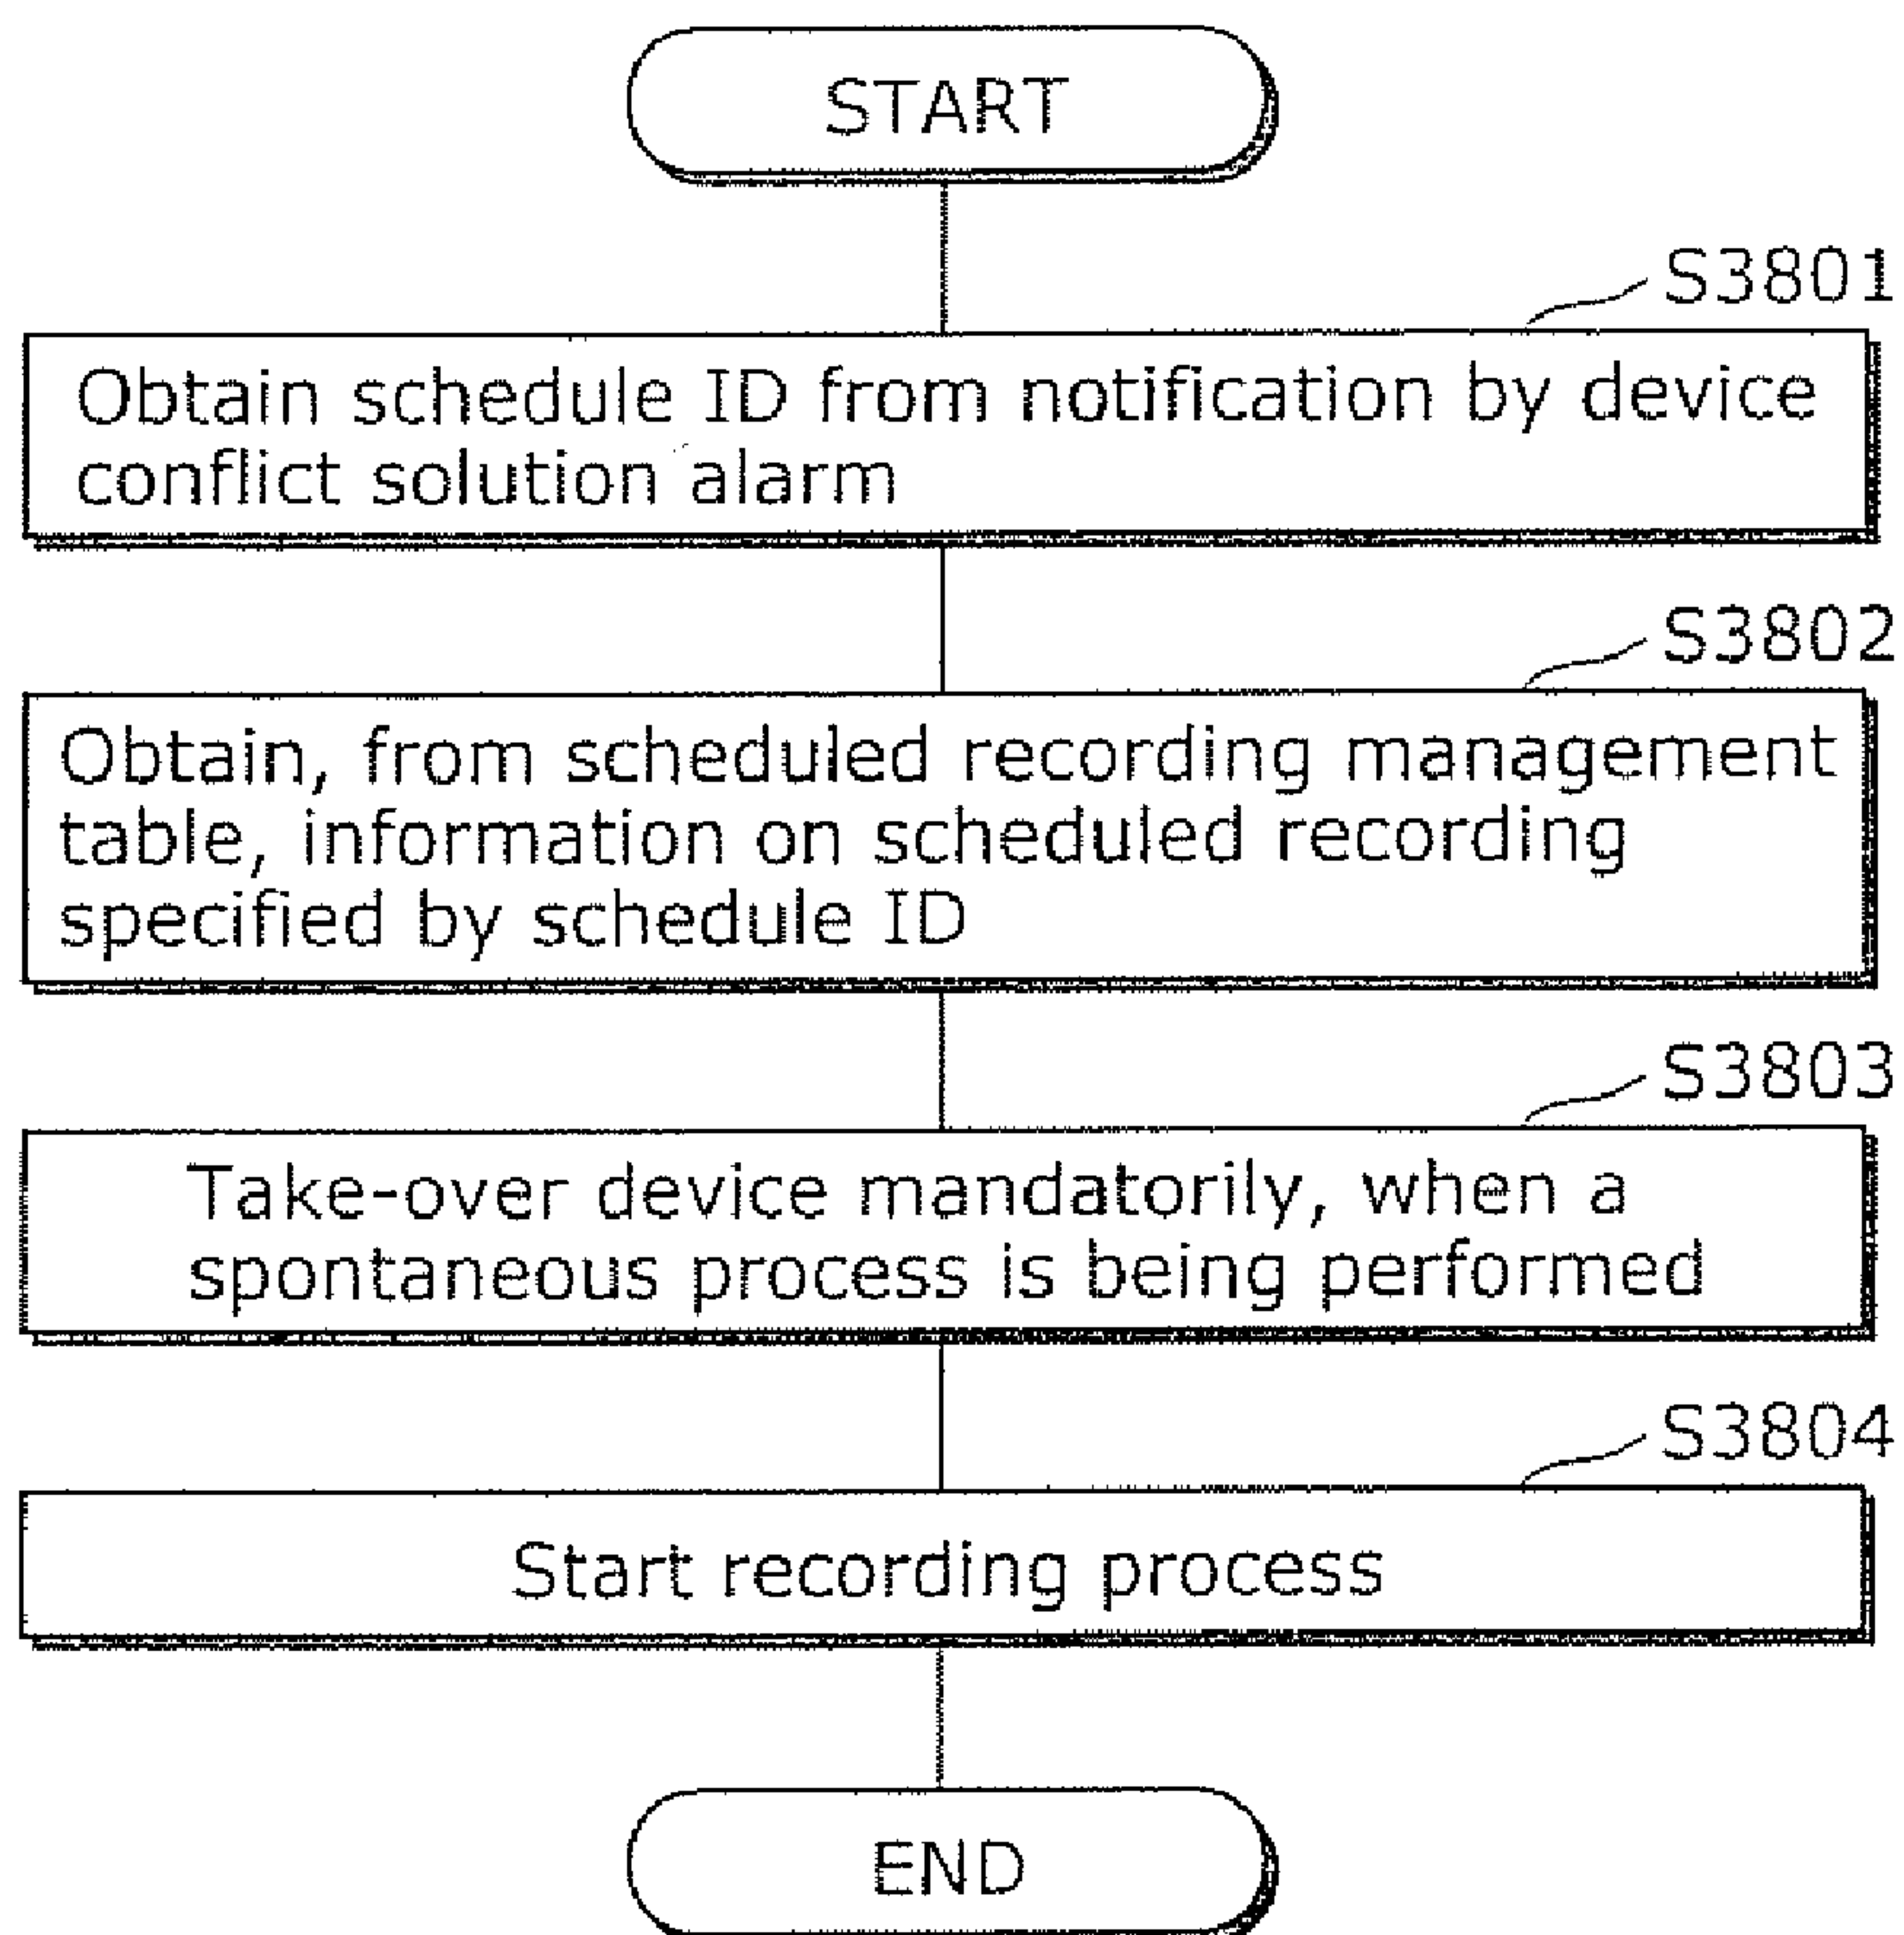 START
S3801
Obtain schedule ID from notification by device
conflict solution alarm
S3802
Obtain, from scheduled recording management
table, information on scheduled recording
specified by schedule ID
S3803
Take-over device mandatorily, when a
spontaneous process is being performed
S3804
Start recording process
END